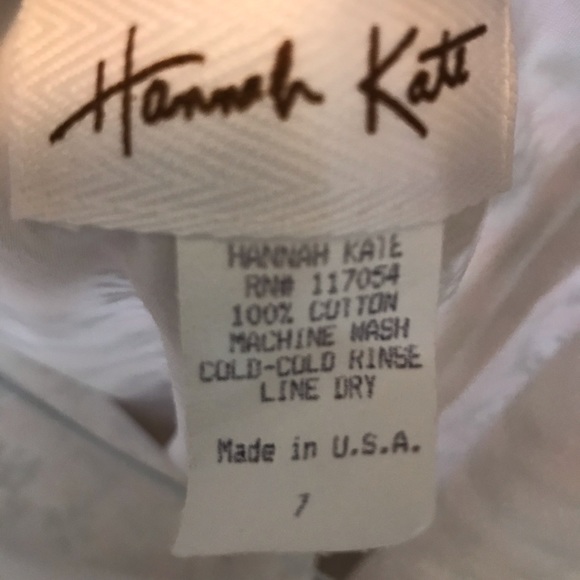 Hannah Kate
HANNAH KATE
RN# 117054
100% COTTON
MACHINE WASH
COLD-COLD RINSE
LINE DRY
Made in U.S.A.
7